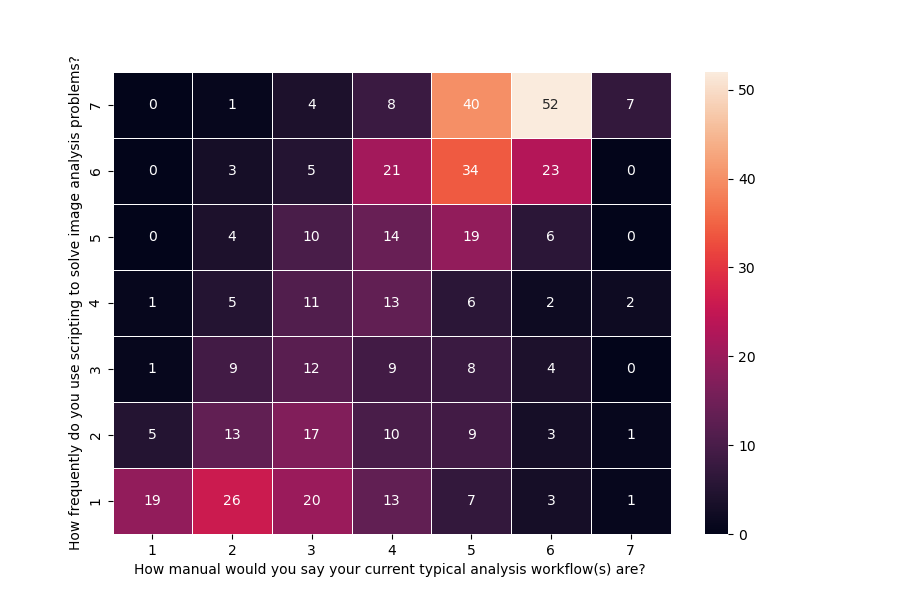 How frequently do you use scripting to solve image analysis problems?
7 0 1 4 8 40 52 7
6 0 3 5 21 34 23 0
5 0 4 10 14 19 6 0
4 1 5 11 13 6 2 2
3 1 9 12 9 8 4 0
2 5 13 17 10 9 3 1
1 19 26 20 13 7 3 1
1 2 3 4 5 6 7
How manual would you say your current typical analysis workflow(s) are?
50
40
30
20
10
0